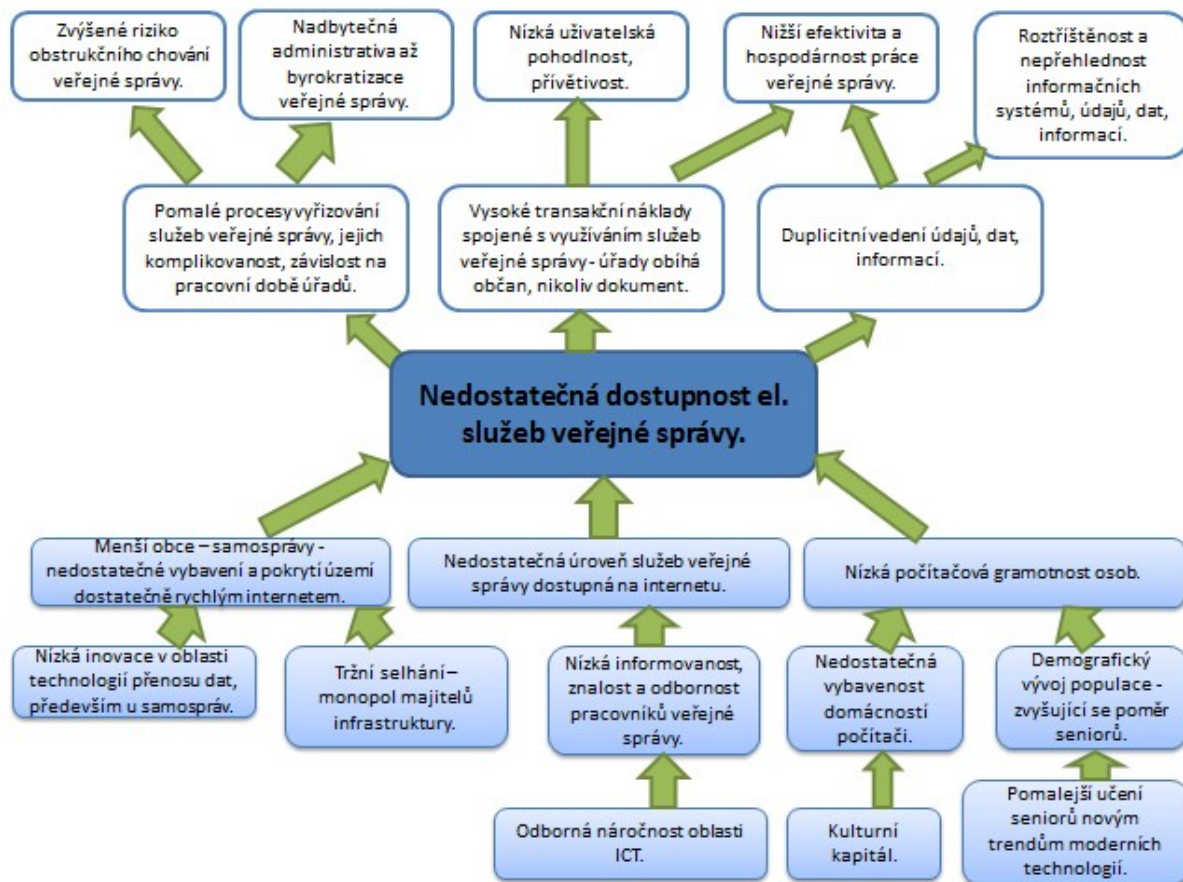 Zvýšené riziko
obstrukčního chování
veřejné správy.
Nadbytečná
administrativa až
byrokratizace
veřejné správy.
Nízká uživatelská
pohodlnost,
přívětivost.
Nižší efektivita a
hospodárnost práce
veřejné správy.
Roztříštěnost a
nepřehlednost
informačních
systémů, údajů, dat,
informací.
Pomalé procesy vyřizování
služeb veřejné správy, jejich
komplikovanost, závislost na
pracovní době úřadů.
Vysoké transakční náklady
spojené s využíváním služeb
veřejné správy - úřady obíhá
občan, nikoliv dokument.
Duplicitní vedení údajů, dat,
informací.
Nedostatečná dostupnost el.
služeb veřejné správy.
Menší obce – samosprávy -
nedostatečné vybavení a pokrytí území
dostatečně rychlým internetem.
Nedostatečná úroveň služeb veřejné
správy dostupná na internetu.
Nízká počítačová gramotnost osob.
Nízká inovace v oblasti
technologií přenosu dat,
především u samospráv.
Tržní selhání –
monopol majitelů
infrastruktury.
Nízká informovanost,
znalost a odbornost
pracovníků veřejné
správy.
Nedostatečná
vybavenost
domácností
počítači.
Demografický
vývoj populace -
zvyšující se poměr
seniorů.
Odborná náročnost oblasti
ICT.
Kulturní
kapitál.
Pomalejší učení
seniorů novým
trendům moderních
technologií.